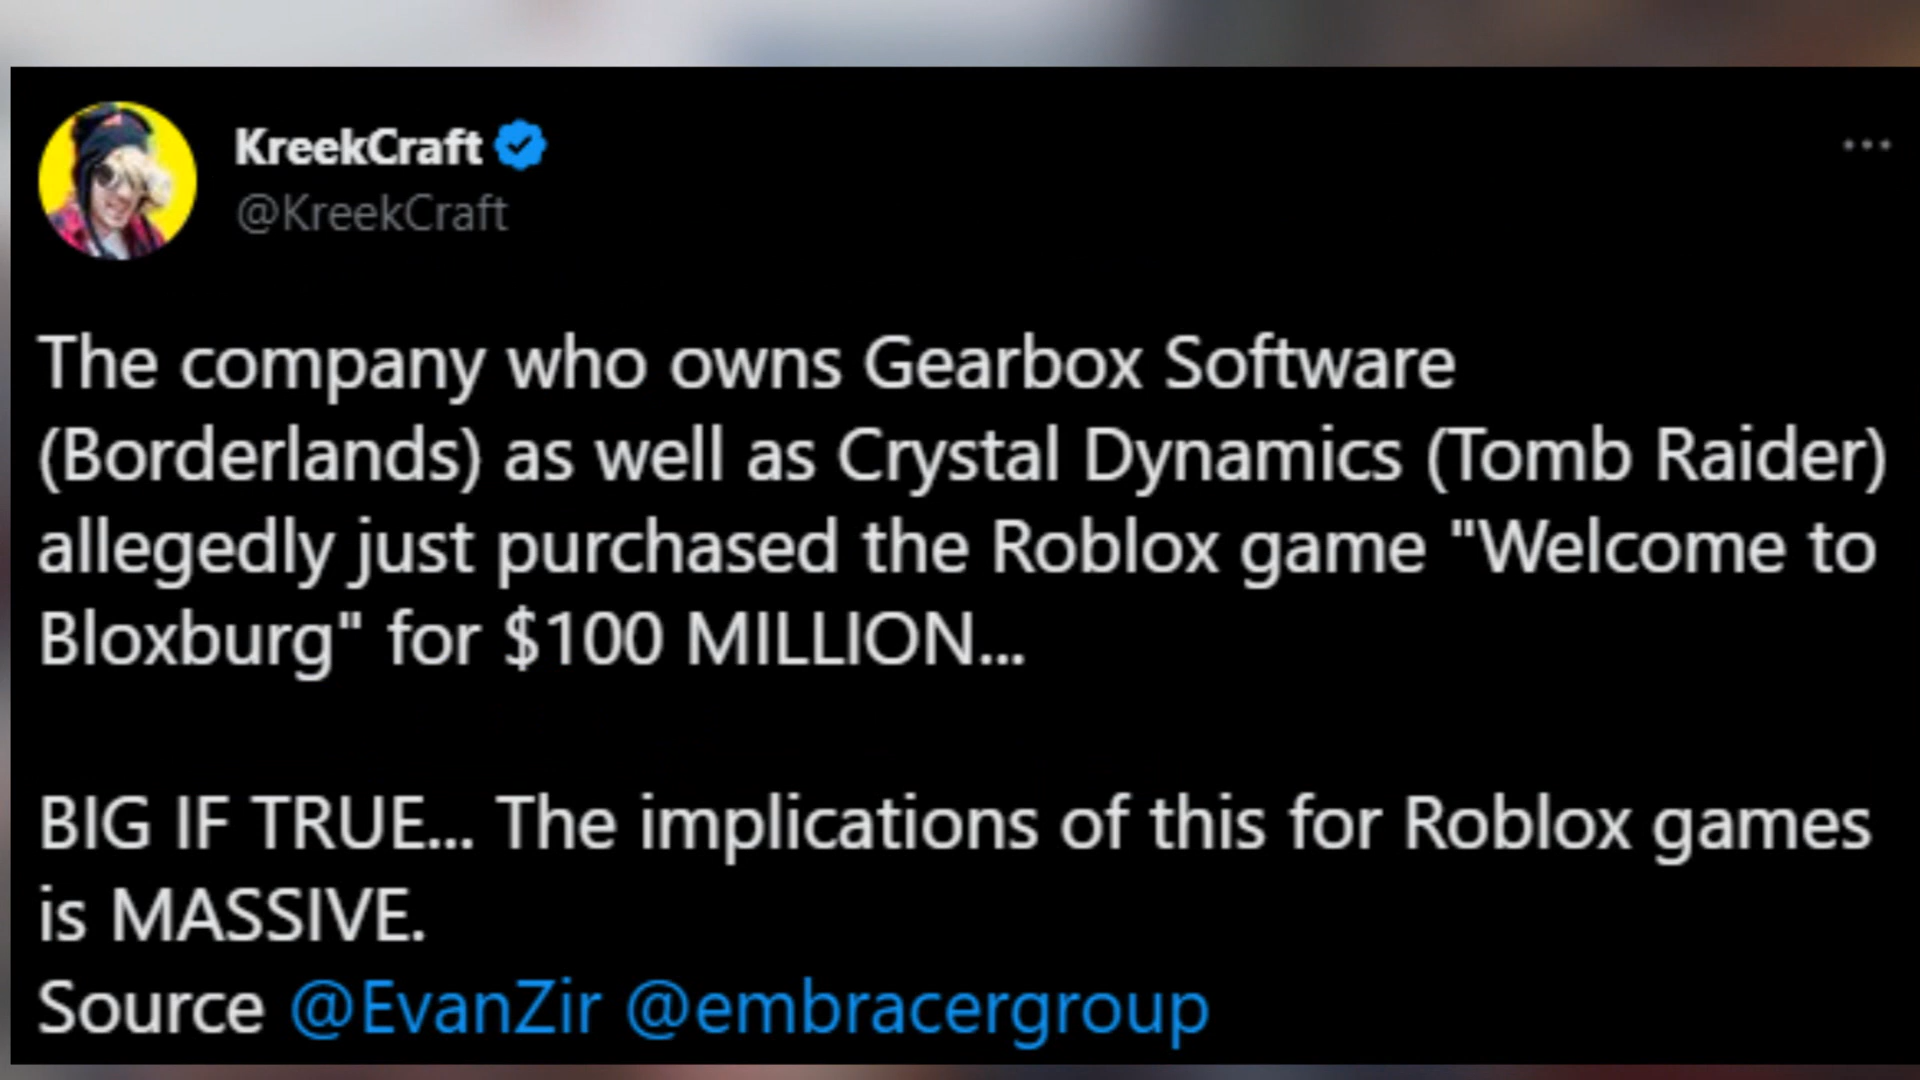 KreekCraft
@KreekCraft
The company who owns Gearbox Software
(Borderlands) as well as Crystal Dynamics (Tomb Raider)
allegedly just purchased the Roblox game "Welcome to
Bloxburg" for $100 MILLION...
BIG IF TRUE... The implications of this for Roblox games
is MASSIVE.
Source @EvanZir @embracergroup